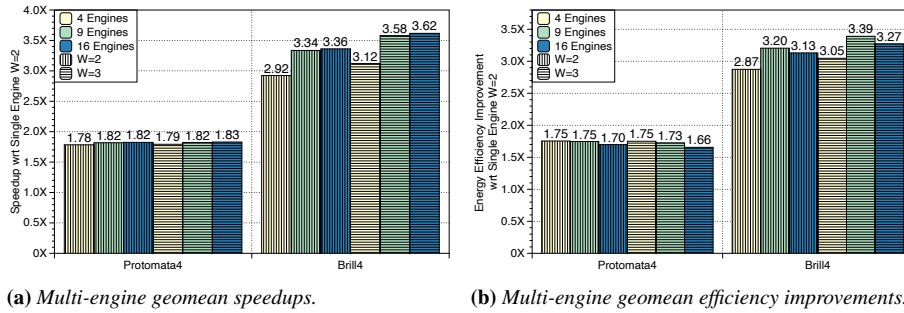 4.0X
3.5X
3.0X
2.5X
2.0X
1.5X
1.0X
0.5X
0X
Speedup wrt Single Engine W=2
4 Engines
9 Engines
16 Engines
W=2
W=3
1.78 1.82 1.82 1.79 1.82 1.83
2.92 3.34 3.36 3.12 3.58 3.62
Protomata4 Brill4
(a) Multi-engine geomean speedups.
3.5X
3.0X
2.5X
2.0X
1.5X
1.0X
0.5X
0X
Energy Efficiency Improvement
wrt Single Engine W=2
4 Engines
9 Engines
16 Engines
W=2
W=3
1.75 1.75 1.70 1.75 1.73 1.66
2.87 3.20 3.13 3.05 3.39 3.27
Protomata4 Brill4
(b) Multi-engine geomean efficiency improvements.